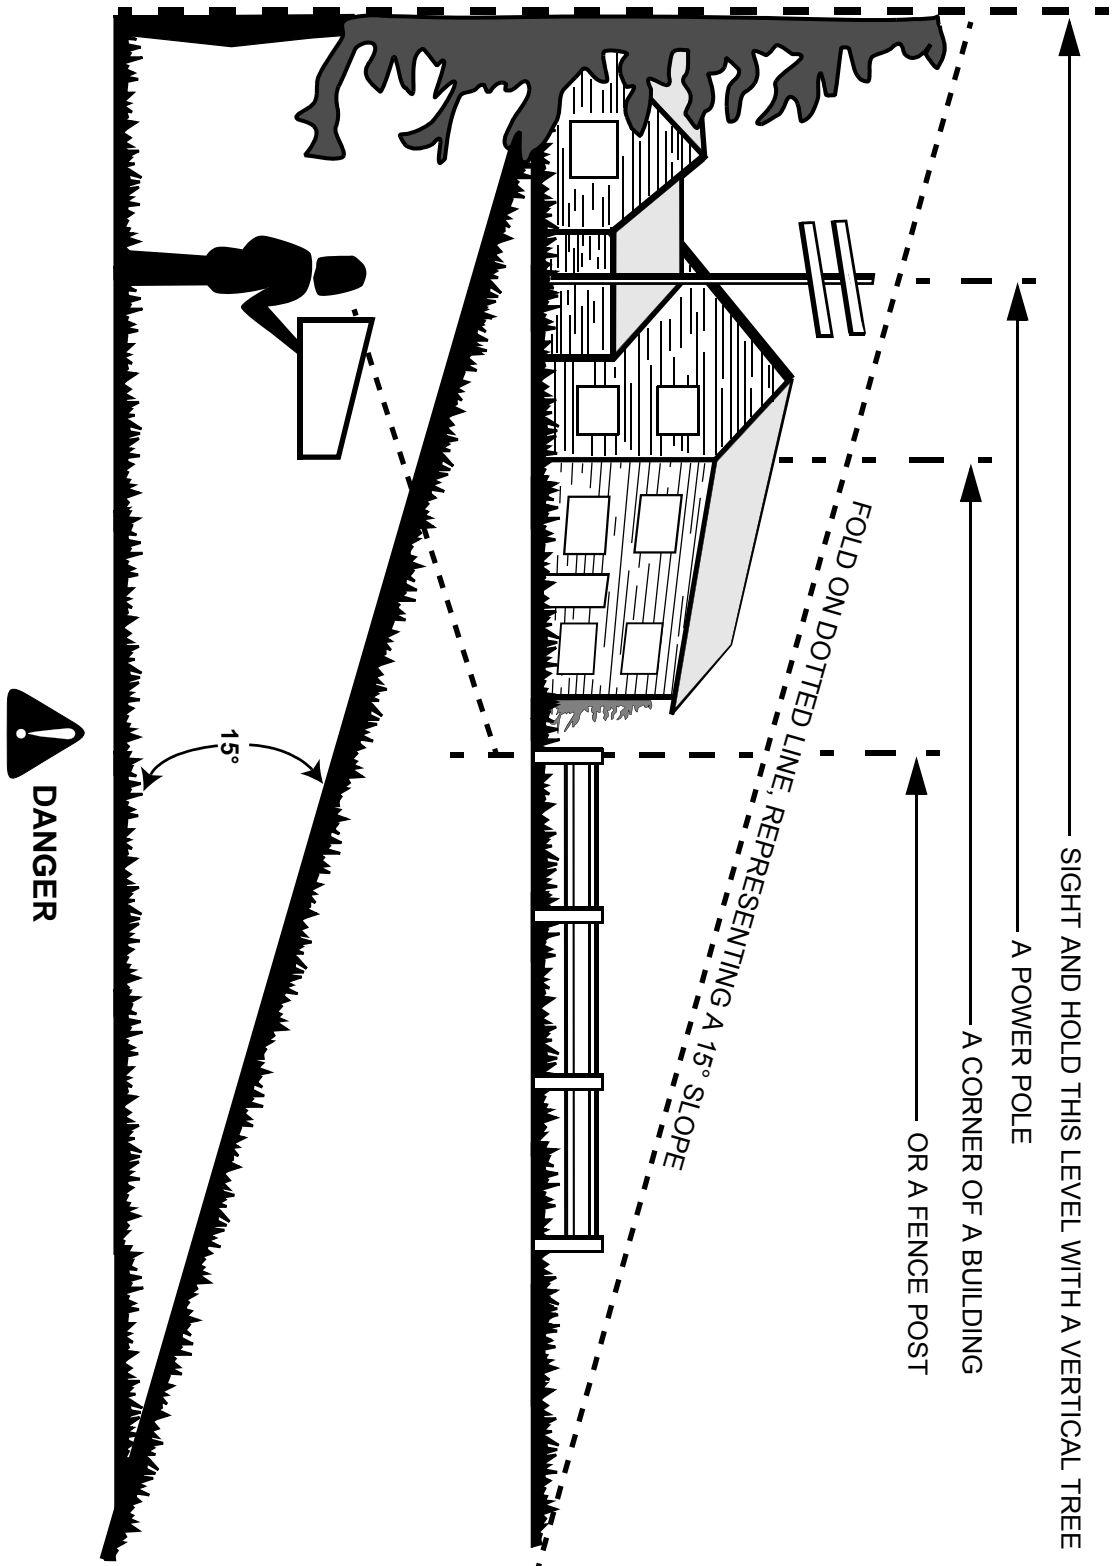 SIGHT AND HOLD THIS LEVEL WITH A VERTICAL TREE
A POWER POLE
A CORNER OF A BUILDING
OR A FENCE POST
FOLD ON DOTTED LINE, REPRESENTING A 15° SLOPE
15°
DANGER